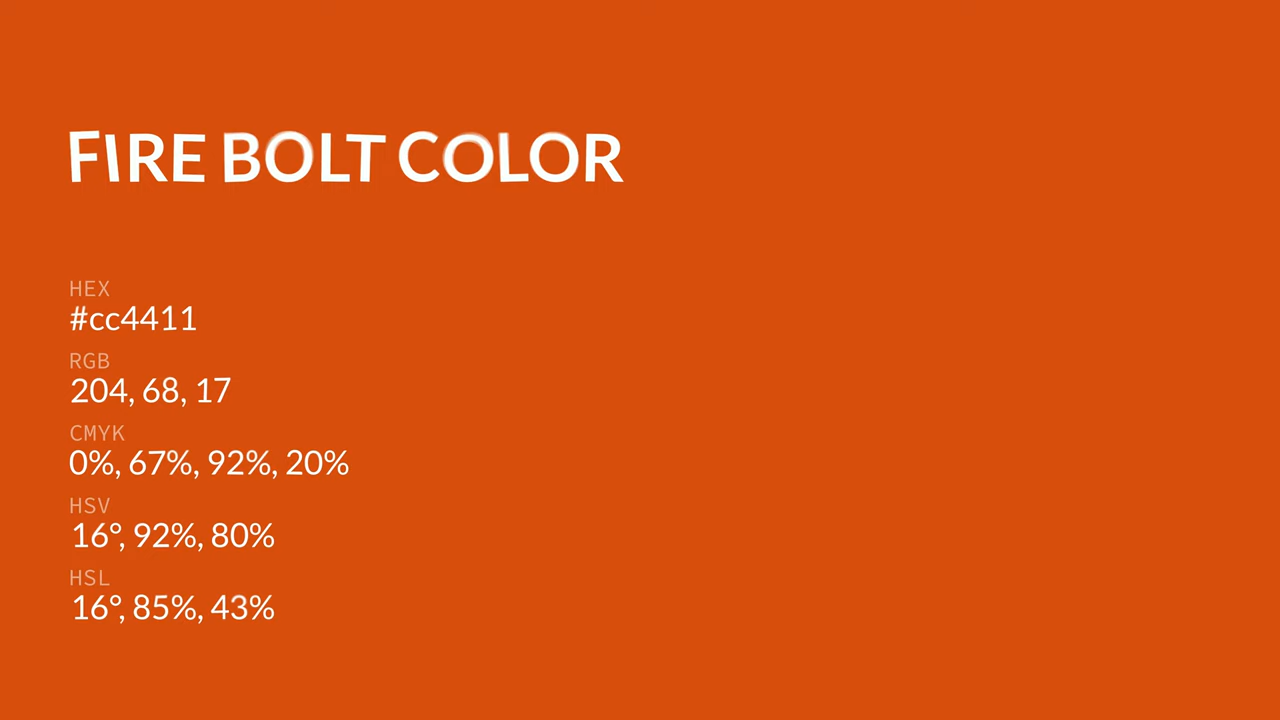 FIRE BOLT COLOR
HEX
#cc4411
RGB
204, 68, 17
CMYK
0%, 67%, 92%, 20%
HSV
16°, 92%, 80%
HSL
16°, 85%, 43%